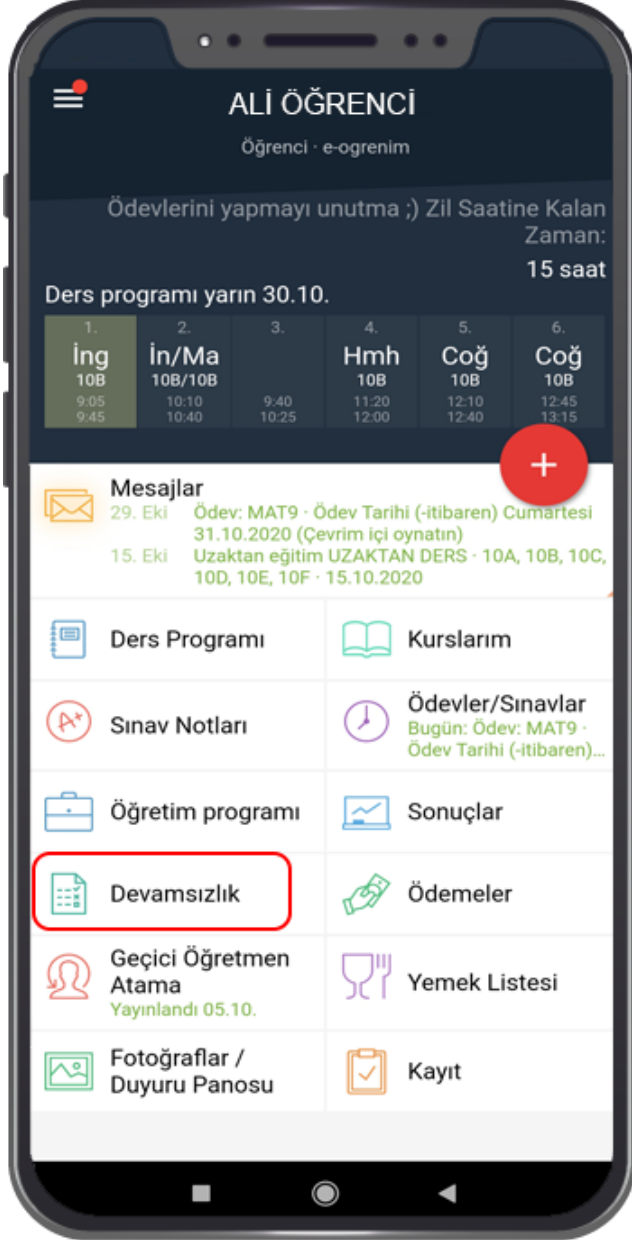 ALİ ÖĞRENCİ
Öğrenci · e-ogrenim
Ödevlerini yapmayı unutma ;) Zil Saatine Kalan
Zaman:
15 saat
Ders programı yarın 30.10.
1. 2. 3. 4. 5. 6.
İng İn/Ma Hmh Coğ Coğ
10B 10B/10B 10B 10B 10B
9:05 10:10 9:40 11:20 12:10 12:45
9:45 10:40 10:25 12:00 12:40 13:15
Mesajlar
29. Eki Ödev: MAT9 · Ödev Tarihi (-itibaren) Cumartesi
31.10.2020 (Çevrim içi oynatın)
15. Eki Uzaktan eğitim UZAKTAN DERS · 10A, 10B, 10C,
10D, 10E, 10F · 15.10.2020
Ders Programı
Kurslarım
A+
Sınav Notları
Ödevler/Sınavlar
Bugün: Ödev: MAT9 ·
Ödev Tarihi (-itibaren)...
Öğretim programı
Sonuçlar
Devamsızlık
Ödemeler
Geçici Öğretmen
Atama
Yayınlandı 05.10.
Yemek Listesi
Fotoğraflar /
Duyuru Panosu
Kayıt